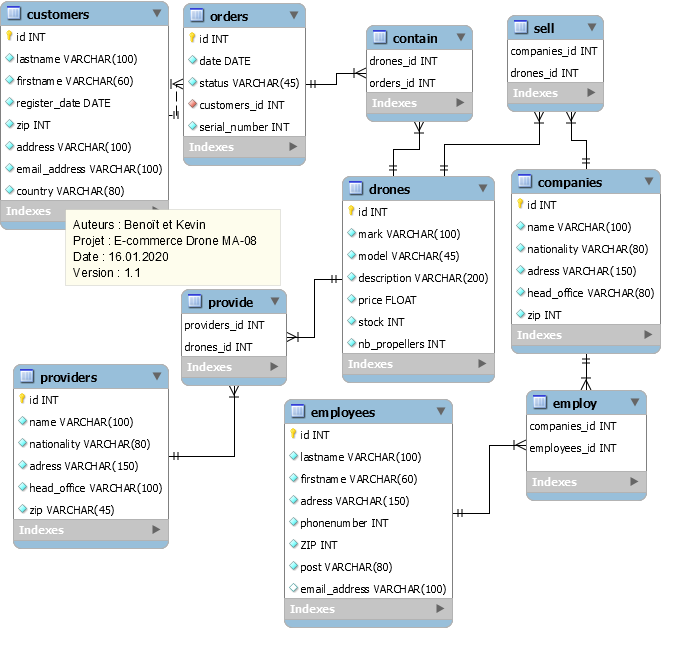 customers
id INT
lastname VARCHAR(100)
firstname VARCHAR(60)
register_date DATE
zip INT
address VARCHAR(100)
email_address VARCHAR(100)
country VARCHAR(80)
Indexes
orders
id INT
date DATE
status VARCHAR(45)
customers_id INT
serial_number INT
Indexes
contain
drones_id INT
orders_id INT
Indexes
sell
companies_id INT
drones_id INT
Indexes
Auteurs : Benoït et Kevin
Projet : E-commerce Drone MA-08
Date : 16.01.2020
Version : 1.1
drones
id INT
mark VARCHAR(100)
model VARCHAR(45)
description VARCHAR(200)
price FLOAT
stock INT
nb_propellers INT
Indexes
companies
id INT
name VARCHAR(100)
nationality VARCHAR(80)
adress VARCHAR(150)
head_office VARCHAR(80)
zip INT
Indexes
provide
providers_id INT
drones_id INT
Indexes
providers
id INT
name VARCHAR(100)
nationality VARCHAR(80)
adress VARCHAR(150)
head_office VARCHAR(100)
zip VARCHAR(45)
Indexes
employees
id INT
lastname VARCHAR(100)
firstname VARCHAR(60)
adress VARCHAR(150)
phonenumber INT
ZIP INT
post VARCHAR(80)
email_address VARCHAR(100)
Indexes
employ
companies_id INT
employees_id INT
Indexes